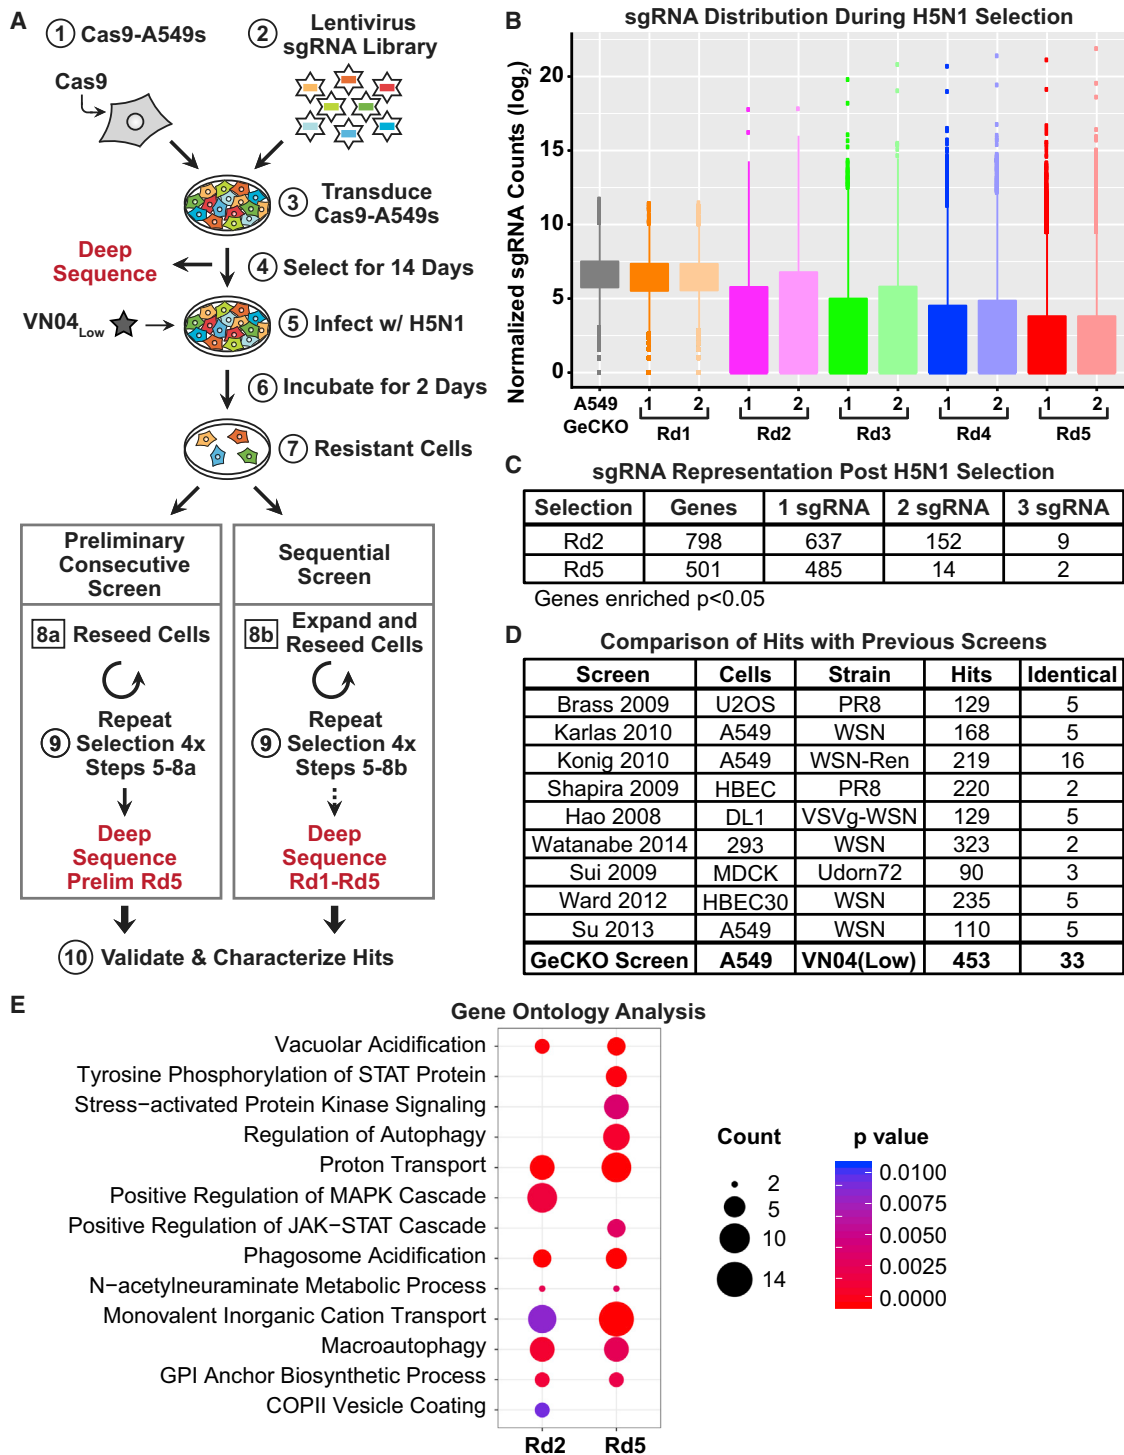 A
1 Cas9-A549s
2 Lentivirus
sgRNA Library
Cas9
3 Transduce
Cas9-A549s
Deep
Sequence
4 Select for 14 Days
VN04Low
5 Infect w/ H5N1
6 Incubate for 2 Days
7 Resistant Cells
Preliminary
Consecutive
Screen
8a Reseed Cells
Repeat
9 Selection 4x
Steps 5-8a
Deep
Sequence
Prelim Rd5
Sequential
Screen
8b Expand and
Reseed Cells
Repeat
9 Selection 4x
Steps 5-8b
Deep
Sequence
Rd1-Rd5
10 Validate & Characterize Hits
B
sgRNA Distribution During H5N1 Selection
Normalized sgRNA Counts (log2)
20
15
10
5
0
A549
GeCKO
1 2 1 2 1 2 1 2 1 2
Rd1 Rd2 Rd3 Rd4 Rd5
C
sgRNA Representation Post H5N1 Selection
Selection Genes 1 sgRNA 2 sgRNA 3 sgRNA
Rd2 798 637 152 9
Rd5 501 485 14 2
Genes enriched p<0.05
D
Comparison of Hits with Previous Screens
Screen Cells Strain Hits Identical
Brass 2009 U2OS PR8 129 5
Karlas 2010 A549 WSN 168 5
Konig 2010 A549 WSN-Ren 219 16
Shapira 2009 HBEC PR8 220 2
Hao 2008 DL1 VSVg-WSN 129 5
Watanabe 2014 293 WSN 323 2
Sui 2009 MDCK Udorn72 90 3
Ward 2012 HBEC30 WSN 235 5
Su 2013 A549 WSN 110 5
GeCKO Screen A549 VN04(Low) 453 33
E
Gene Ontology Analysis
Vacuolar Acidification
Tyrosine Phosphorylation of STAT Protein
Stress−activated Protein Kinase Signaling
Regulation of Autophagy
Proton Transport
Positive Regulation of MAPK Cascade
Positive Regulation of JAK−STAT Cascade
Phagosome Acidification
N−acetylneuraminate Metabolic Process
Monovalent Inorganic Cation Transport
Macroautophagy
GPI Anchor Biosynthetic Process
COPII Vesicle Coating
Rd2 Rd5
Count
2
5
10
14
p value
0.0100
0.0075
0.0050
0.0025
0.0000